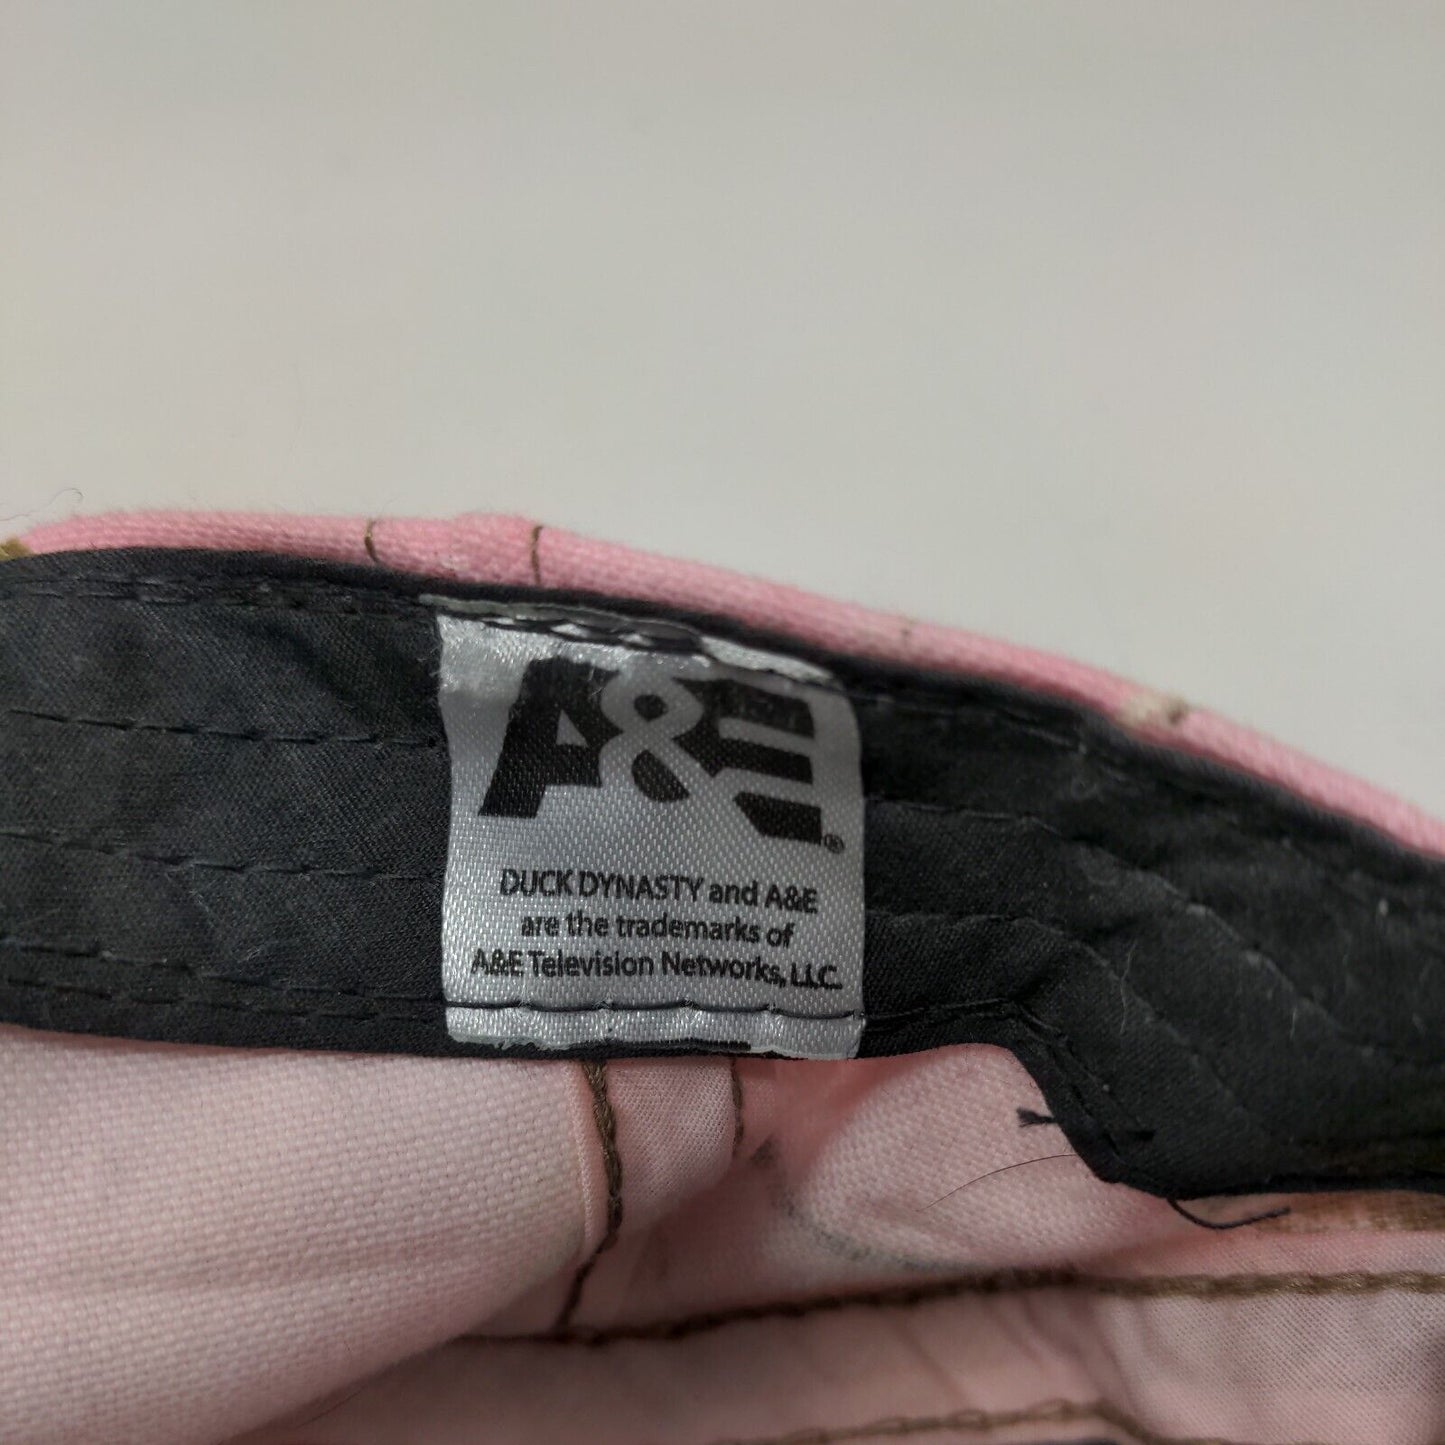 A&E®
DUCK DYNASTY and A&E
are the trademarks of
A&E Television Networks, LLC.